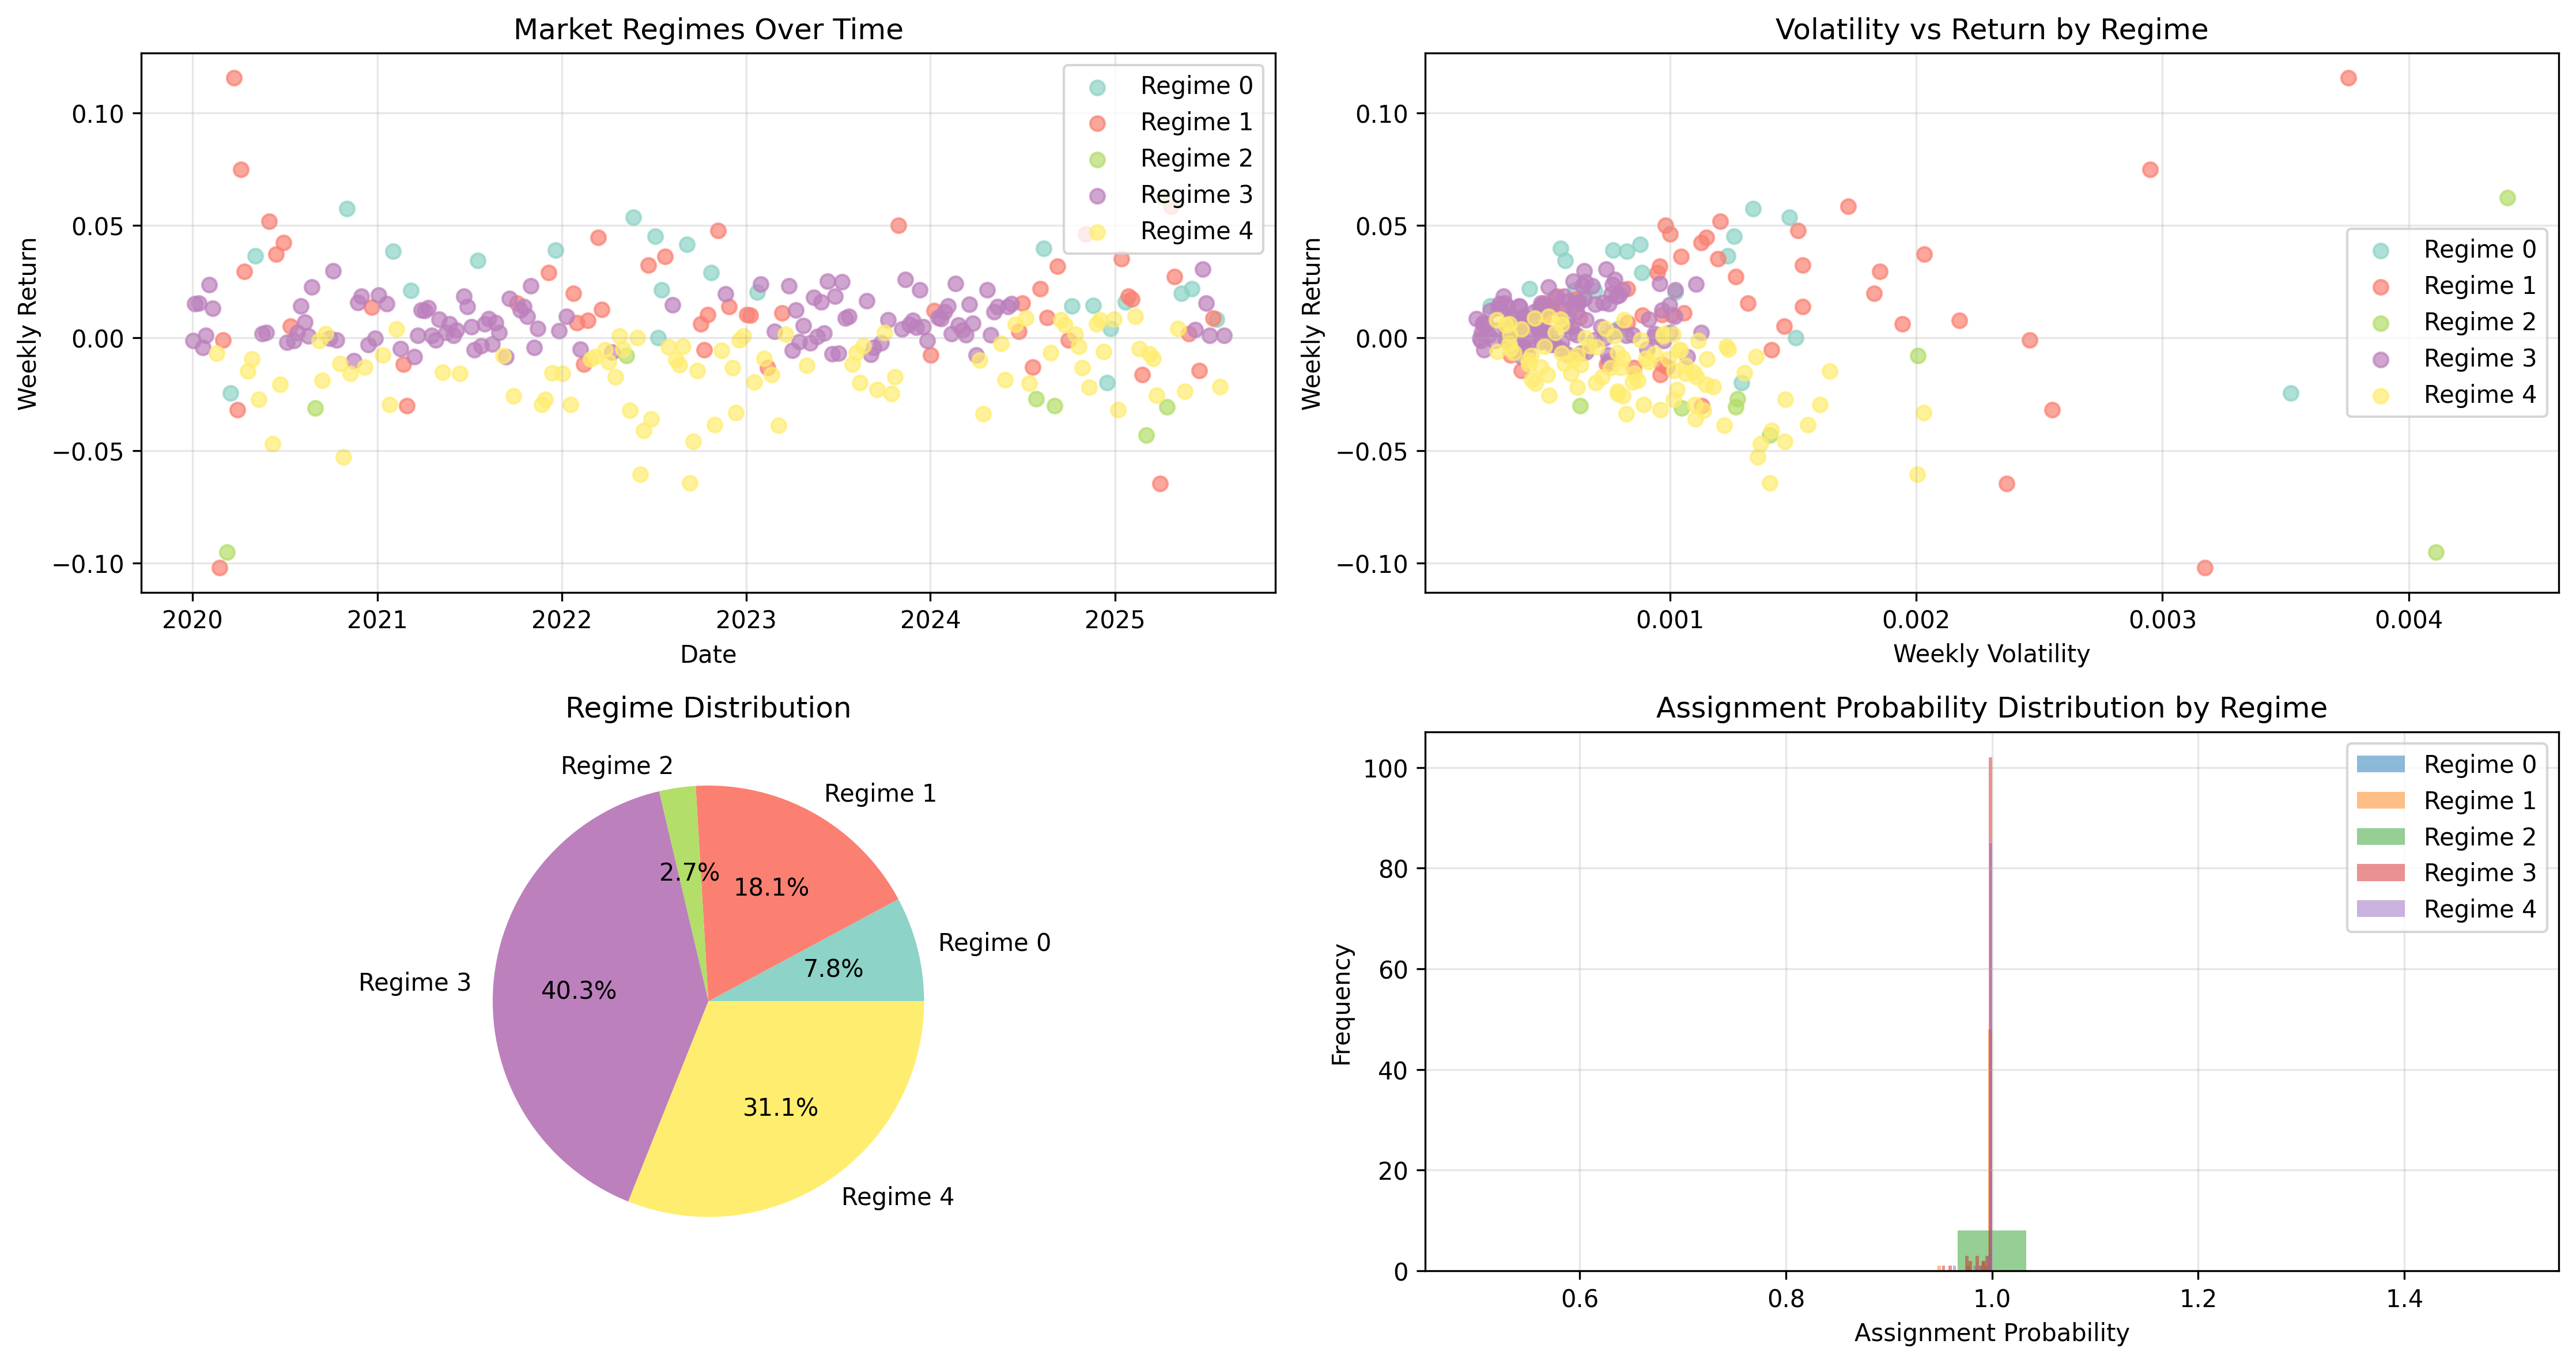 Market Regimes Over Time
Weekly Return
0.10
0.05
0.00
−0.05
−0.10
2020 2021 2022 2023 2024 2025
Date
Regime 0
Regime 1
Regime 2
Regime 3
Regime 4
Volatility vs Return by Regime
Weekly Return
0.10
0.05
0.00
−0.05
−0.10
0.001 0.002 0.003 0.004
Weekly Volatility
Regime 0
Regime 1
Regime 2
Regime 3
Regime 4
Regime Distribution
Regime 2
Regime 1
2.7%
18.1%
Regime 0
7.8%
Regime 3
40.3%
31.1%
Regime 4
Assignment Probability Distribution by Regime
Frequency
100
80
60
40
20
0
0.6 0.8 1.0 1.2 1.4
Assignment Probability
Regime 0
Regime 1
Regime 2
Regime 3
Regime 4